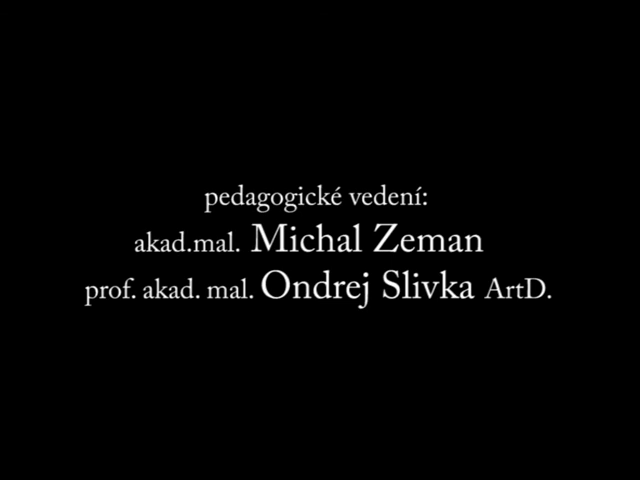 pedagogické vedení:
akad.mal. Michal Zeman
prof. akad. mal. Ondrej Slivka ArtD.